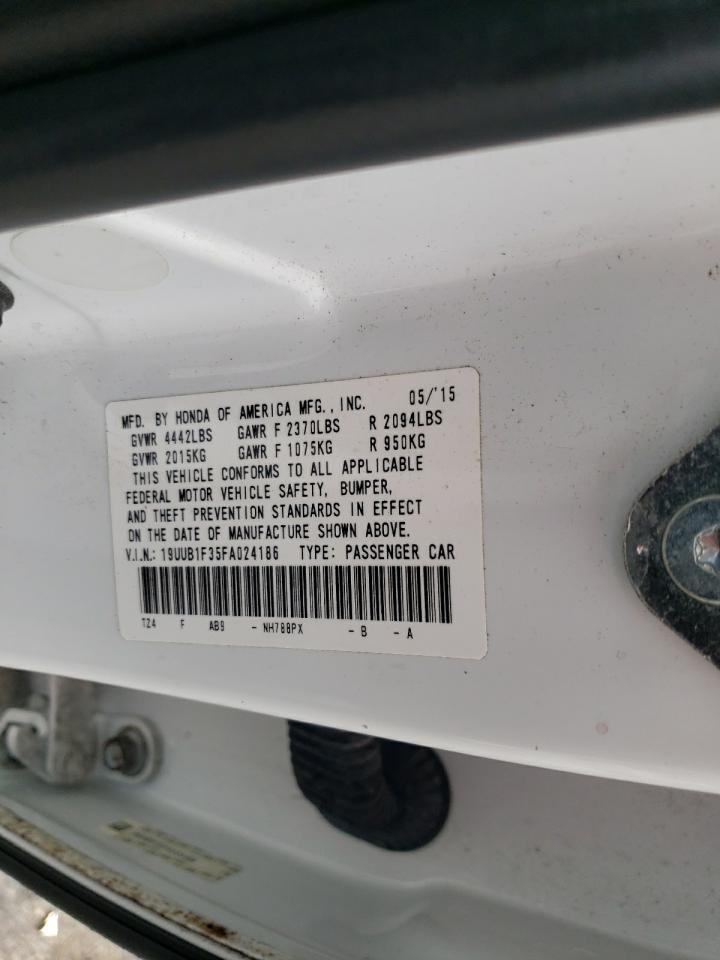 MFD. BY HONDA OF AMERICA MFG., INC. 05/'15
GVWR 4442LBS GAWR F 2370LBS R 2094LBS
GVWR 2015KG GAWR F 1075KG R 950KG
THIS VEHICLE CONFORMS TO ALL APPLICABLE
FEDERAL MOTOR VEHICLE SAFETY, BUMPER,
AND THEFT PREVENTION STANDARDS IN EFFECT
ON THE DATE OF MANUFACTURE SHOWN ABOVE.
V.I.N.: 19UUB1F35FA024186 TYPE: PASSENGER CAR
TZ4 F AB9 - NH788PX - B - A